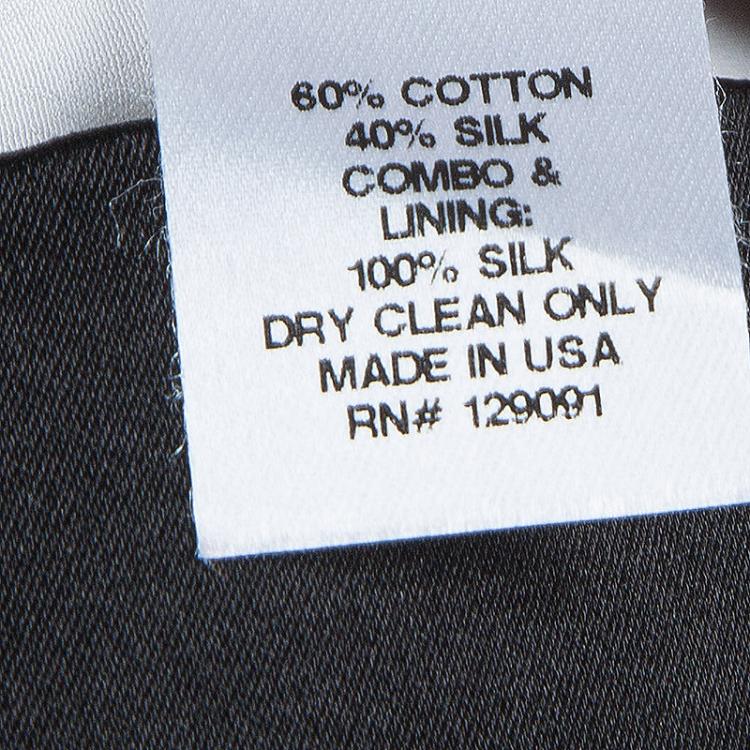 60% COTTON
40% SILK
COMBO &
LINING:
100% SILK
DRY CLEAN ONLY
MADE IN USA
RN# 129091